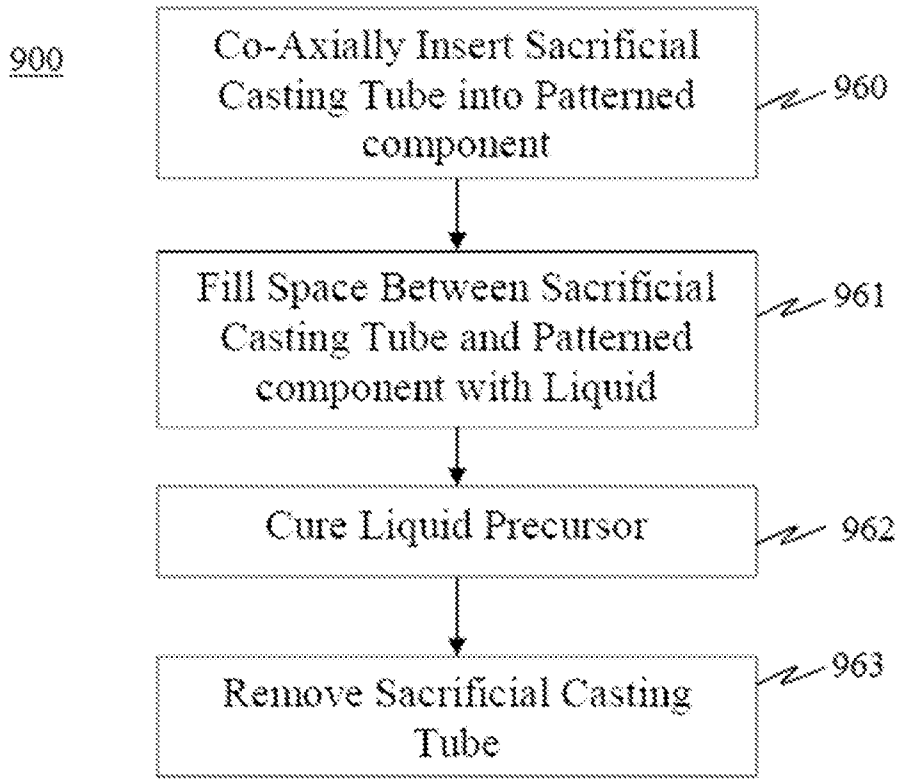 900
Co-Axially Insert Sacrificial
Casting Tube into Patterned
component
960
Fill Space Between Sacrificial
Casting Tube and Patterned
component with Liquid
961
Cure Liquid Precursor
962
Remove Sacrificial Casting
Tube
963